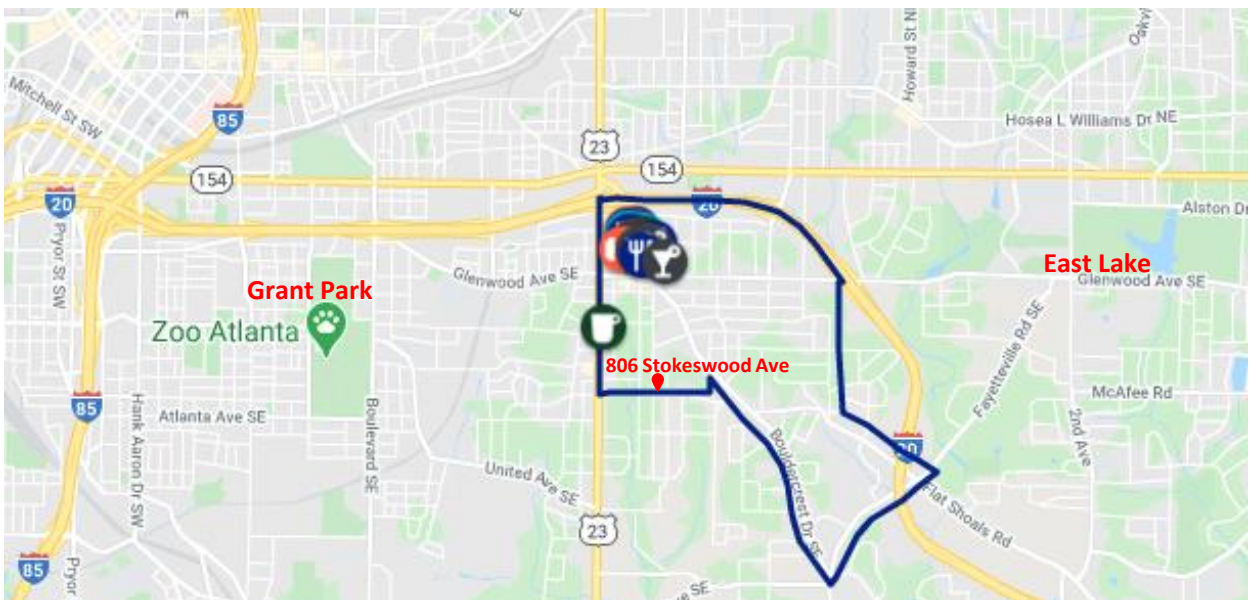 Mitchell St SW
85
E
Howard St N
Oakv
Hosea L Williams Dr NE
23
154
154
20
20
Alston Dr
Pryor St SW
Glenwood Ave SE
East Lake
Glenwood Ave SE
Grant Park
Zoo Atlanta
Fayetteville Rd SE
806 Stokeswood Ave
McAfee Rd
85
Hank Aaron Dr SW
Atlanta Ave SE
Boulevard SE
2nd Ave
Bouldercrest Dr SE
20
United Ave SE
Flat Shoals Rd
23
85
Pryor
e SE